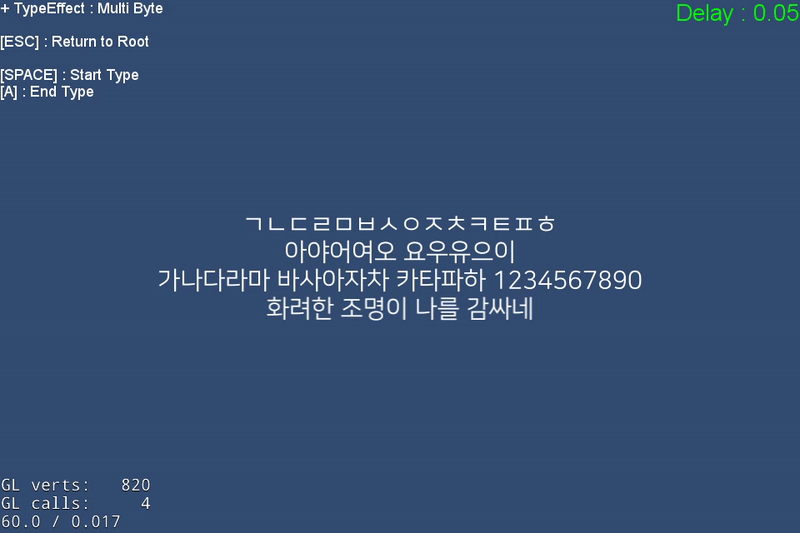 + TypeEffect : Multi Byte
Delay : 0.05
[ESC] : Return to Root
[SPACE] : Start Type
[A] : End Type
ㄱㄴㄷㄹㅁㅂㅅㅇㅈㅊㅋㅌㅍㅎ
아야어여오 요우유으이
가나다라마 바사아자차 카타파하 1234567890
화려한 조명이 나를 감싸네
GL verts: 820
GL calls: 4
60.0 / 0.017